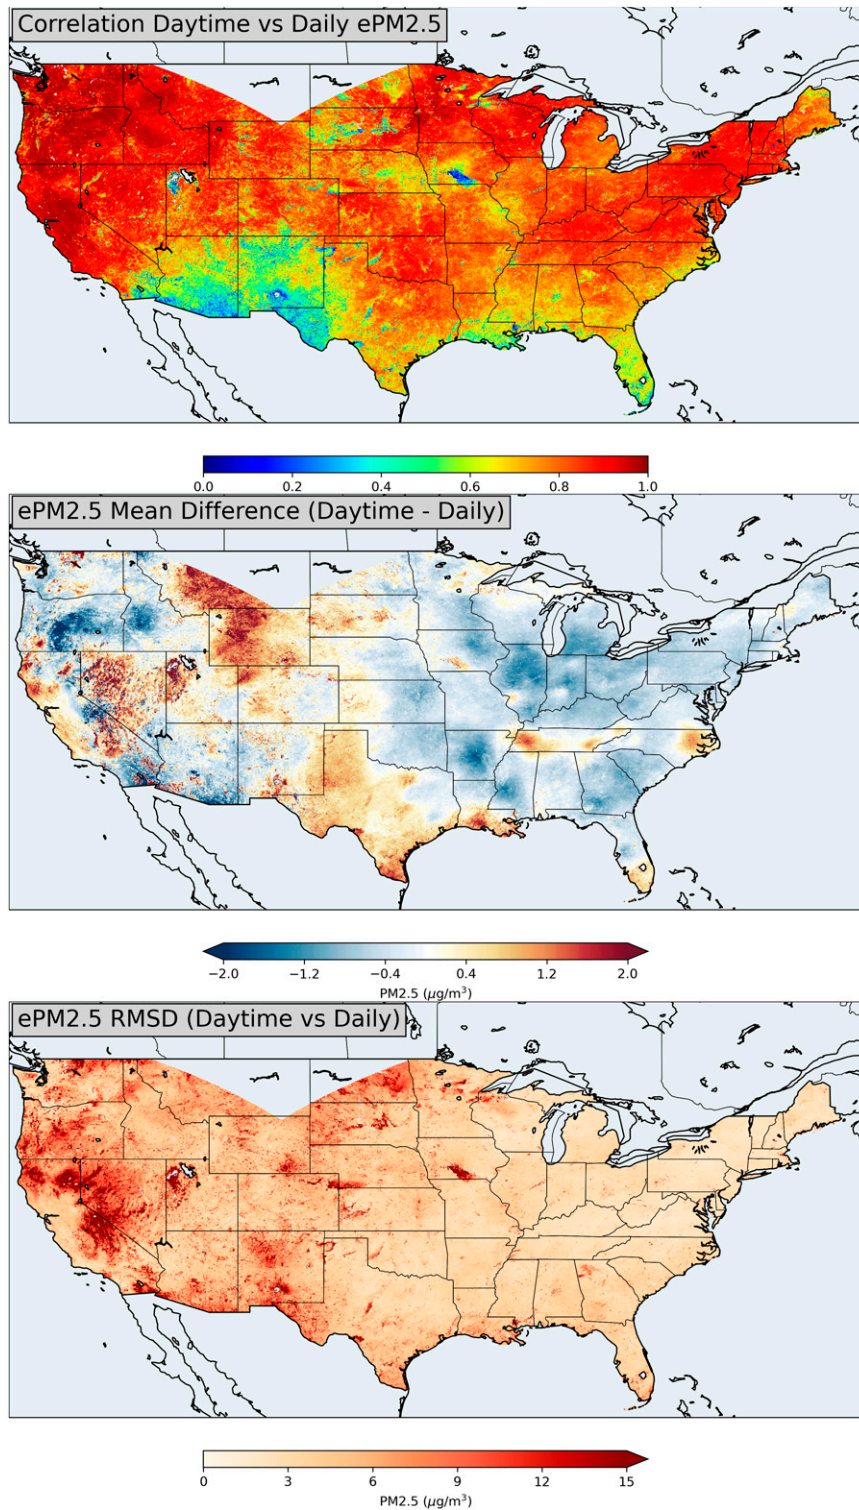 Correlation Daytime vs Daily ePM2.5
0.0 0.2 0.4 0.6 0.8 1.0
ePM2.5 Mean Difference (Daytime - Daily)
−2.0 −1.2 −0.4 0.4 1.2 2.0
PM2.5 (μg/m³)
ePM2.5 RMSD (Daytime vs Daily)
0 3 6 9 12 15
PM2.5 (μg/m³)